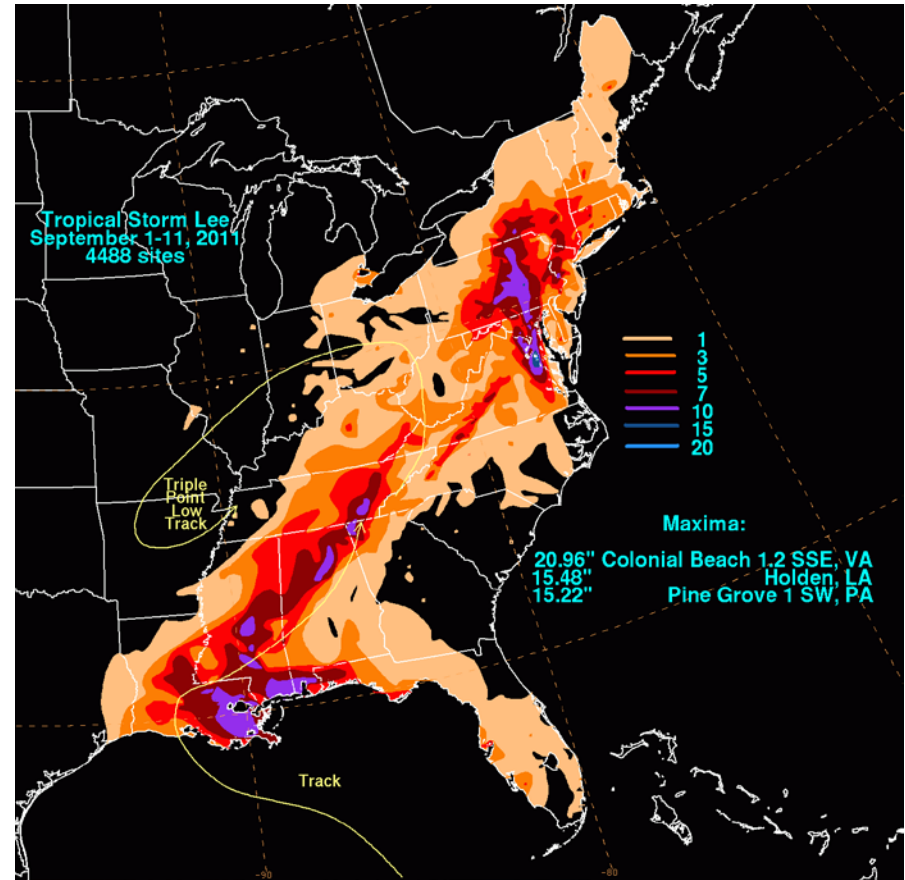 Tropical Storm Lee
September 1-11, 2011
4488 sites
1
3
5
7
10
15
20
Triple
Point
Low
Track
Maxima:
20.96" Colonial Beach 1.2 SSE, VA
15.48" Holden, LA
15.22" Pine Grove 1 SW, PA
Track
-90
-80